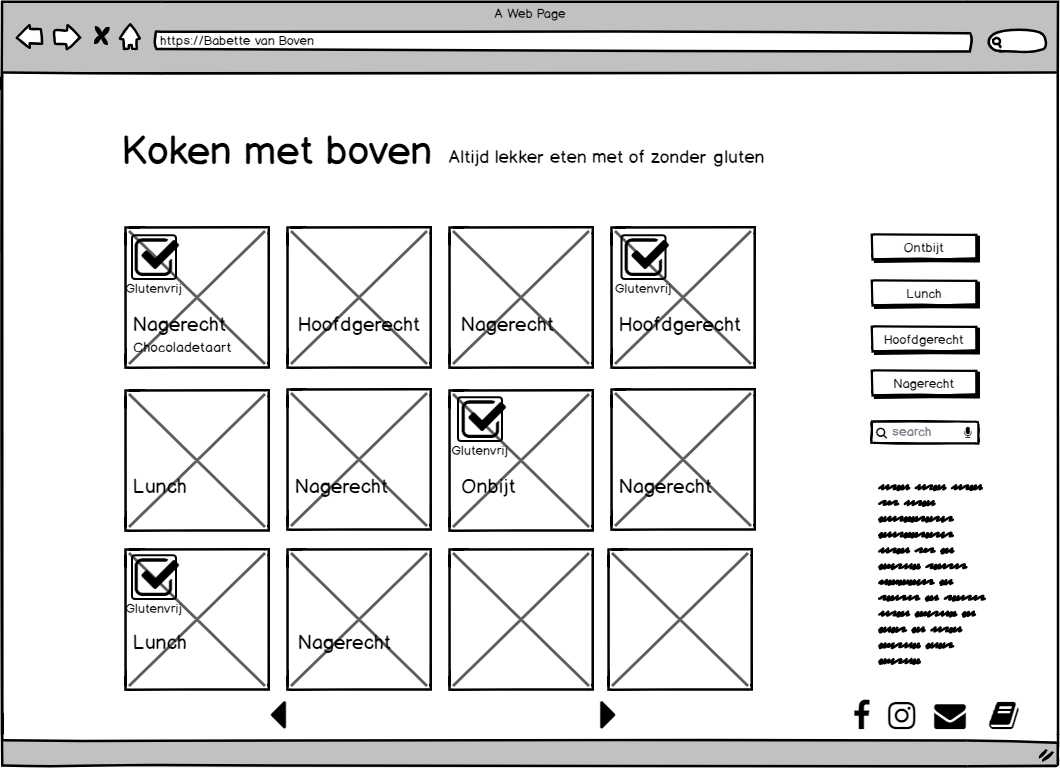 A Web Page
https://Babette van Boven
Koken met boven
Altijd lekker eten met of zonder gluten
Glutenvrij
Nagerecht
Chocoladetaart
Hoofdgerecht
Nagerecht
Glutenvrij
Hoofdgerecht
Lunch
Nagerecht
Glutenvrij
Onbijt
Nagerecht
Glutenvrij
Lunch
Nagerecht
Ontbijt
Lunch
Hoofdgerecht
Nagerecht
search